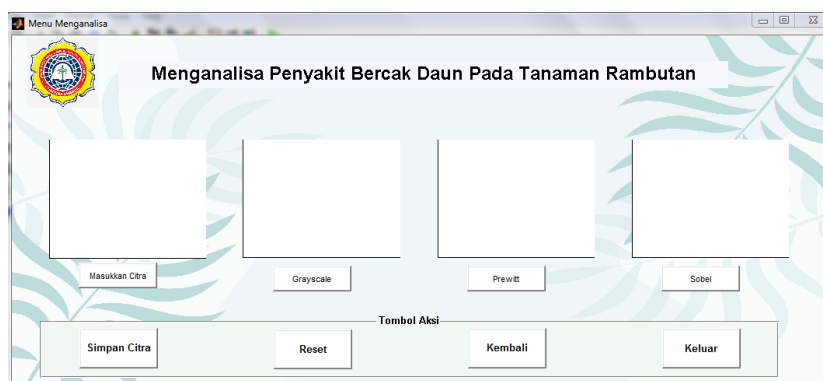 Menu Menganalisa
Menganalisa Penyakit Bercak Daun Pada Tanaman Rambutan
Masukkan Citra
Grayscale
Prewitt
Sobel
Tombol Aksi
Simpan Citra
Reset
Kembali
Keluar